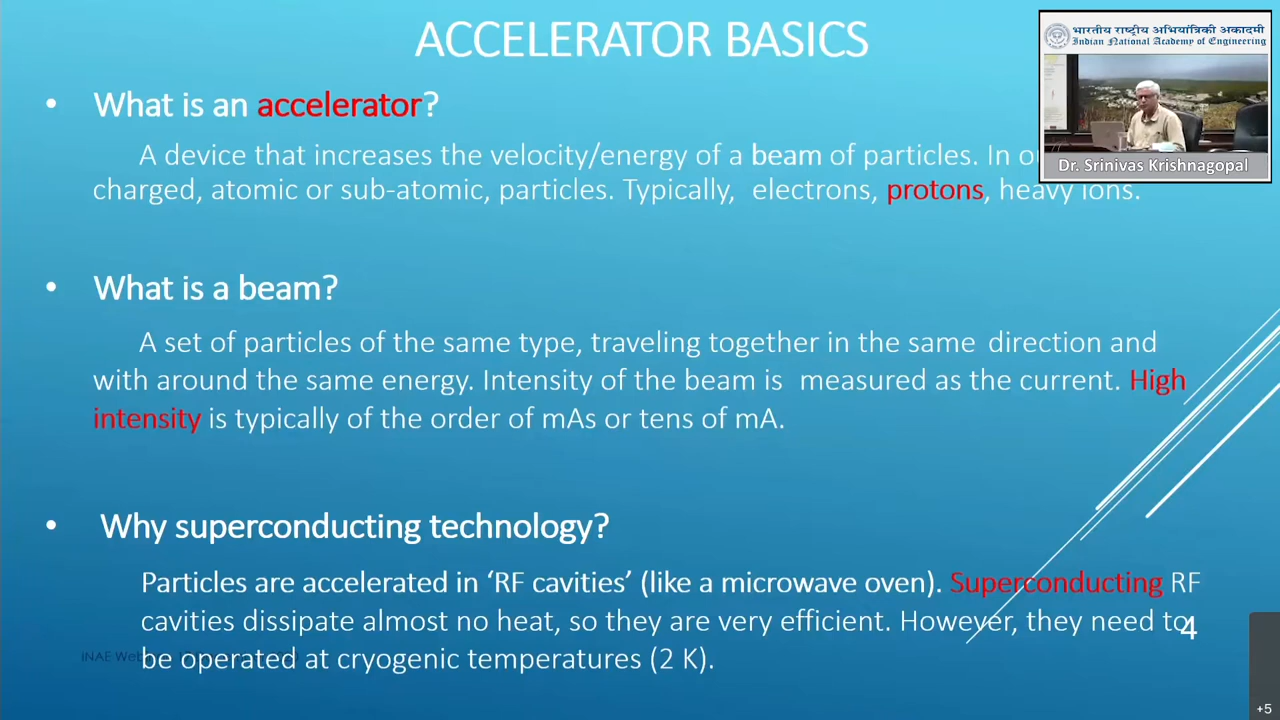 ACCELERATOR BASICS
भारतीय राष्ट्रीय अभियांत्रिकी अकादमी
Indian National Academy of Engineering
Dr. Srinivas Krishnagopal
• What is an accelerator?
A device that increases the velocity/energy of a beam of particles. In
charged, atomic or sub-atomic, particles. Typically, electrons, protons, heavy ions.
• What is a beam?
A set of particles of the same type, traveling together in the same direction and
with around the same energy. Intensity of the beam is measured as the current. High
intensity is typically of the order of mAs or tens of mA.
• Why superconducting technology?
Particles are accelerated in ‘RF cavities’ (like a microwave oven). Superconducting RF
cavities dissipate almost no heat, so they are very efficient. However, they need to
4
be operated at cryogenic temperatures (2 K).
INAE
+5